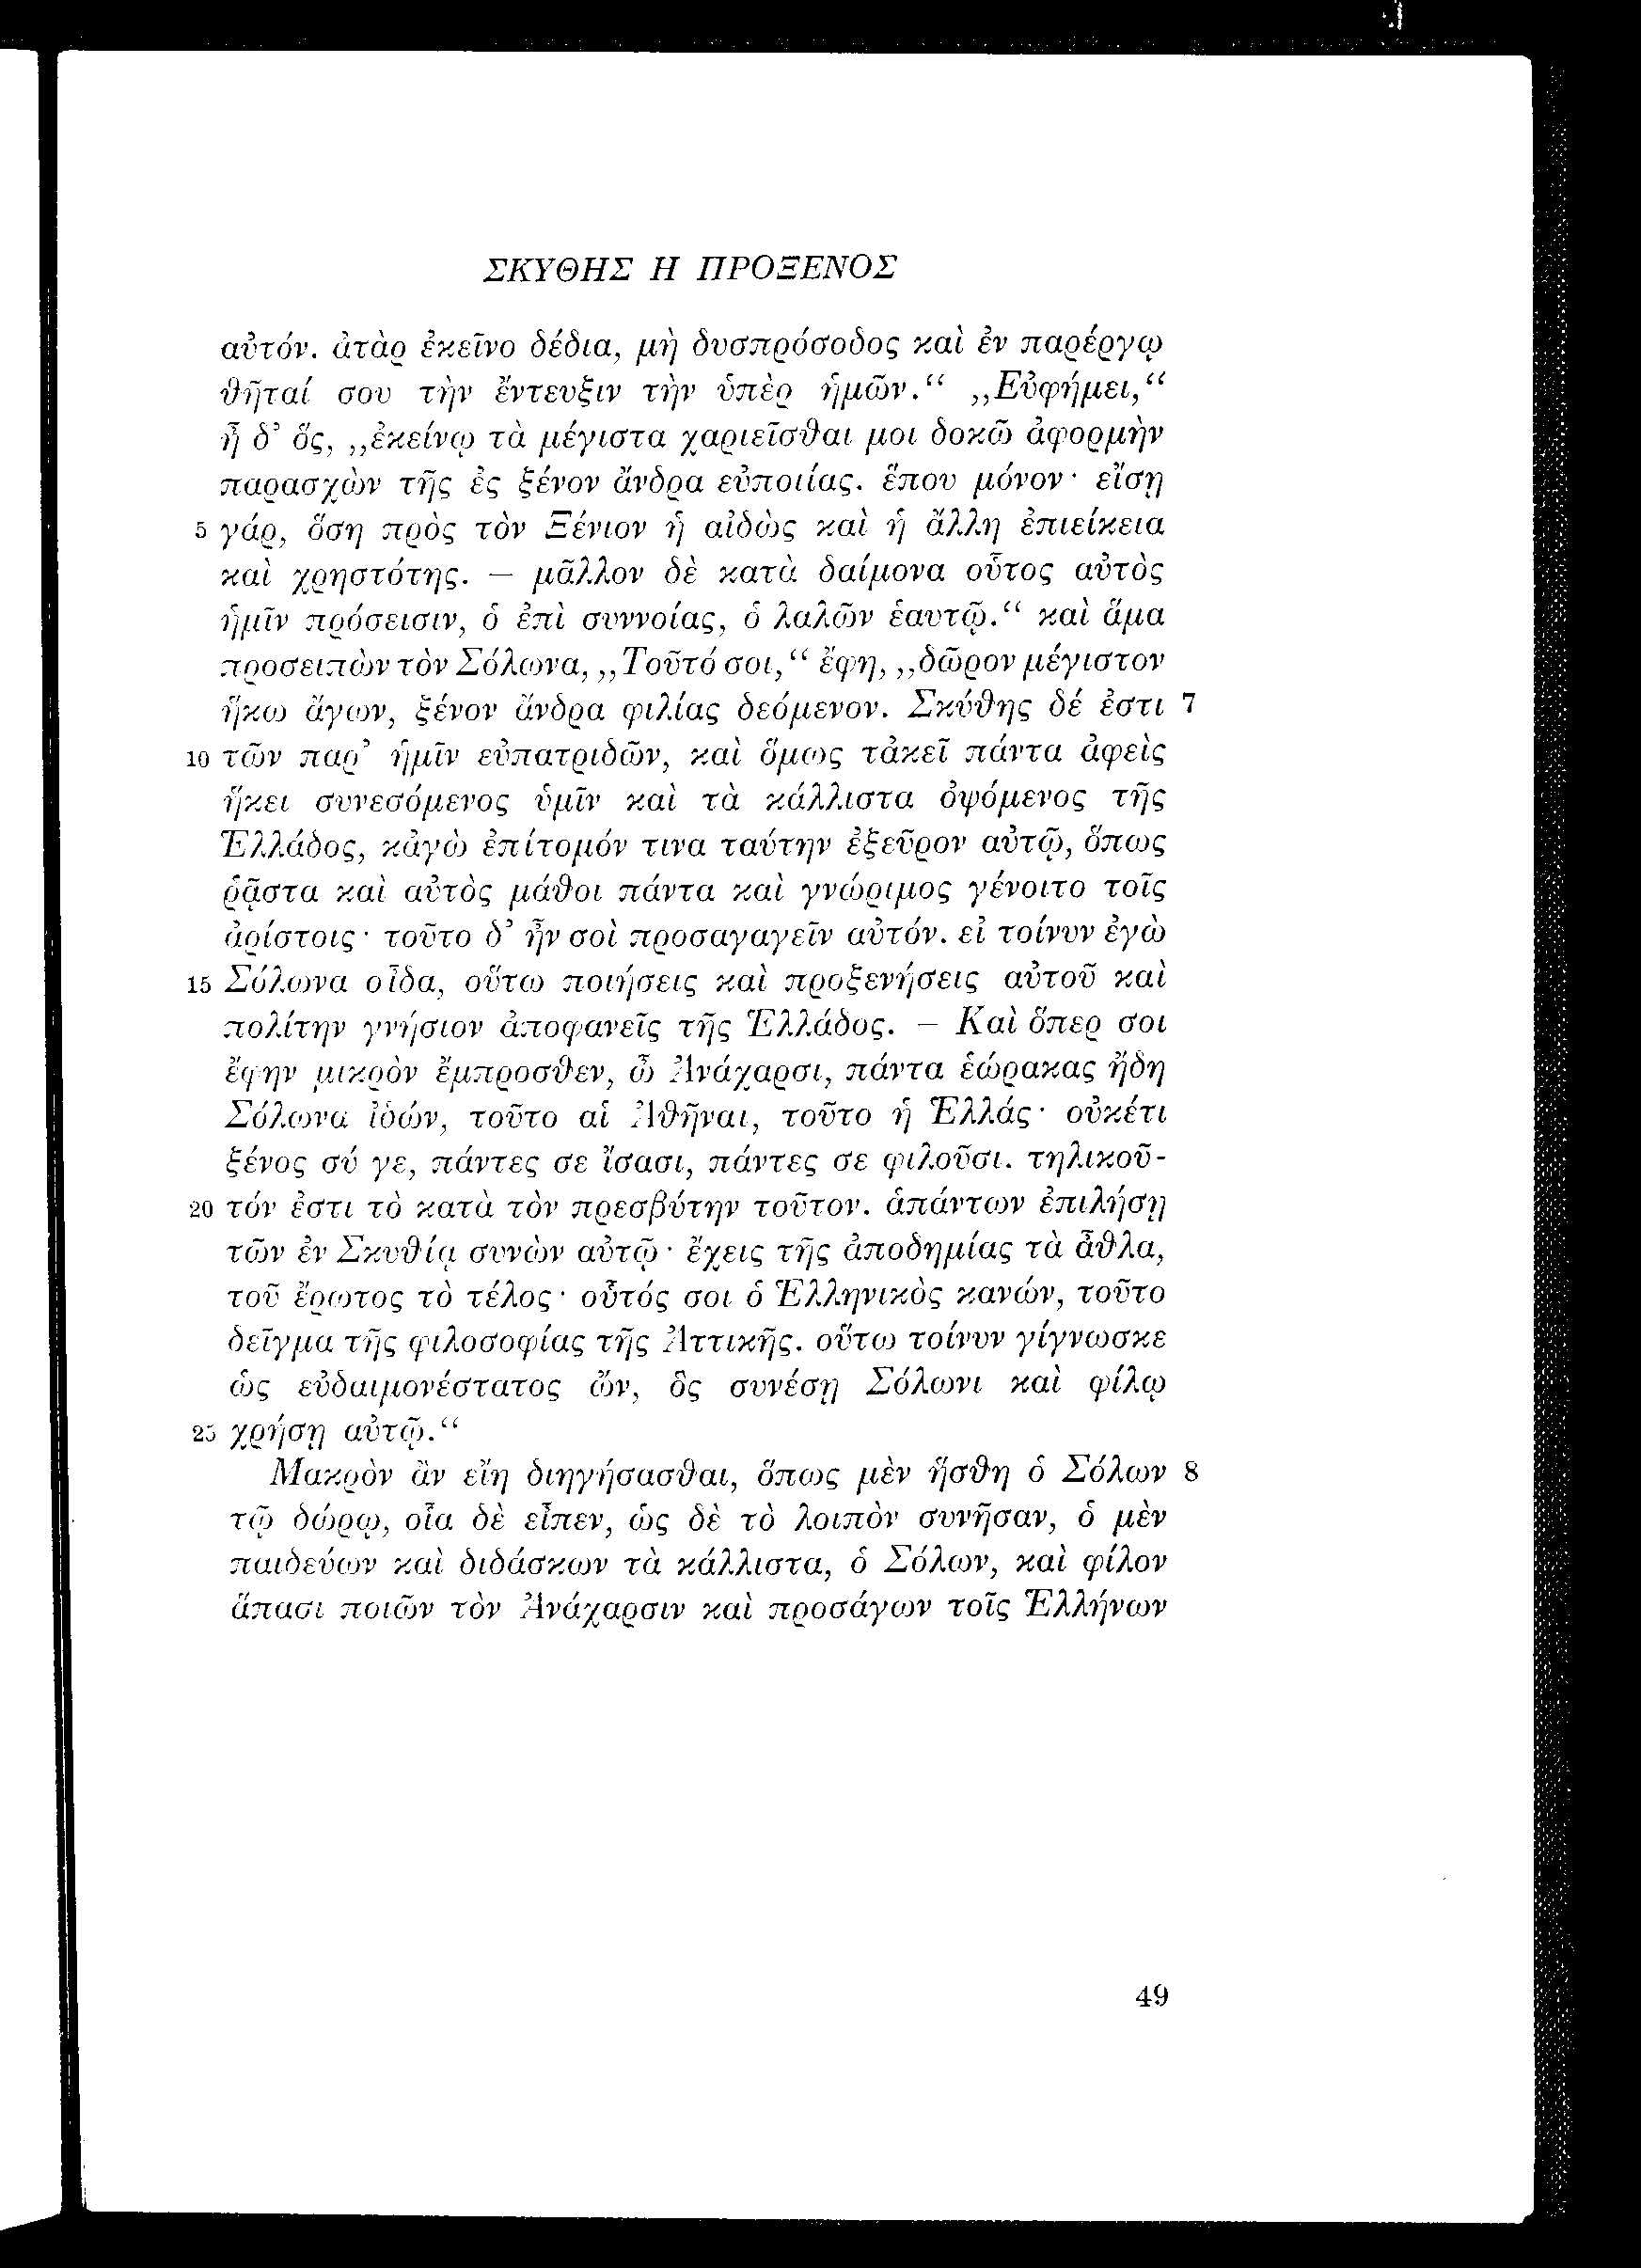 ΣΚΥΘΗΣ Η ΠΡΟΞΕΝΟΣ
αὐτόν. ἀτὰρ ἐκεῖνο δέδια, μὴ δυσπρόσοδος καὶ ἐν παρέργῳ
θῆταί σου τὴν ἔντευξιν τὴν ὑπὲρ ἡμῶν.“ „Εὐφήμει,“
ἦ δ’ ὅς, „ἐκείνῳ τὰ μέγιστα χαριεῖσθαι μοι δοκῶ ἀφορμὴν
παρασχὼν τῆς ἐς ξένον ἄνδρα εὐποιίας. ἕπου μόνον· εἴσῃ
5 γάρ, ὅση πρὸς τὸν Ξένιον ἡ αἰδὼς καὶ ἡ ἄλλη ἐπιείκεια
καὶ χρηστότης. – μᾶλλον δὲ κατὰ δαίμονα οὗτος αὐτὸς
ἡμῖν πρόσεισιν, ὁ ἐπὶ συννοίας, ὁ λαλῶν ἑαυτῷ.“ καὶ ἅμα
προσειπὼν τὸν Σόλωνα, „Τοῦτό σοι,“ ἔφη, „δῶρον μέγιστον
ἥκω ἄγων, ξένον ἄνδρα φιλίας δεόμενον. Σκύθης δέ ἐστι 7
10 τῶν παρ’ ἡμῖν εὐπατριδῶν, καὶ ὅμως τἀκεῖ πάντα ἀφεὶς
ἥκει συνεσόμενος ὑμῖν καὶ τὰ κάλλιστα ὀψόμενος τῆς
Ἑλλάδος, κἀγὼ ἐπίτομόν τινα ταύτην ἐξεῦρον αὐτῷ, ὅπως
ῥᾷστα καὶ αὐτὸς μάθοι πάντα καὶ γνώριμος γένοιτο τοῖς
ἀρίστοις· τοῦτο δ’ ἦν σοὶ προσαγαγεῖν αὐτόν. εἰ τοίνυν ἐγὼ
15 Σόλωνα οἶδα, οὕτω ποιήσεις καὶ προξενήσεις αὐτοῦ καὶ
πολίτην γνήσιον ἀποφανεῖς τῆς Ἑλλάδος. – Καὶ ὅπερ σοι
ἔφην μικρὸν ἔμπροσθεν, ὦ Ἀνάχαρσι, πάντα ἑώρακας ἤδη
Σόλωνα ἰδών, τοῦτο αἱ Ἀθῆναι, τοῦτο ἡ Ἑλλάς· οὐκέτι
ξένος σύ γε, πάντες σε ἴσασι, πάντες σε φιλοῦσι. τηλικοῦ-
20 τόν ἐστι τὸ κατὰ τὸν πρεσβύτην τοῦτον. ἁπάντων ἐπιλήσῃ
τῶν ἐν Σκυθίᾳ συνὼν αὐτῷ· ἔχεις τῆς ἀποδημίας τὰ ἆθλα,
τοῦ ἔρωτος τὸ τέλος· οὗτός σοι ὁ Ἑλληνικὸς κανών, τοῦτο
δεῖγμα τῆς φιλοσοφίας τῆς Ἀττικῆς. οὕτω τοίνυν γίγνωσκε
ὡς εὐδαιμονέστατος ὤν, ὃς συνέσῃ Σόλωνι καὶ φίλῳ
25 χρήσῃ αὐτῷ.“
Μακρὸν ἂν εἴη διηγήσασθαι, ὅπως μὲν ἥσθη ὁ Σόλων 8
τῷ δώρῳ, οἷα δὲ εἶπεν, ὡς δὲ τὸ λοιπὸν συνῆσαν, ὁ μὲν
παιδεύων καὶ διδάσκων τὰ κάλλιστα, ὁ Σόλων, καὶ φίλον
ἅπασι ποιῶν τὸν Ἀνάχαρσιν καὶ προσάγων τοῖς Ἑλλήνων
49